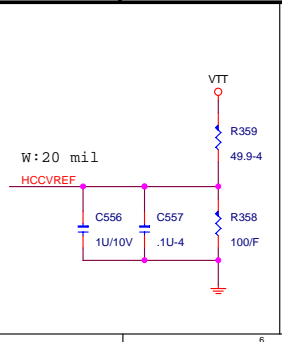 VTT
R359
49.9-4
W:20 mil
HCCVREF
C556
1U/10V
C557
.1U-4
R358
100/F
6